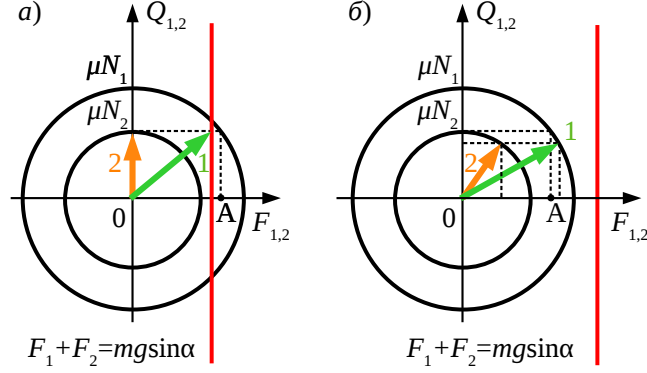 а) Q₁,₂
μN₁
μN₂
2 1
0 A
F₁,₂
F₁+F₂=mgsinα
б) Q₁,₂
μN₁
μN₂
1
2
0 A
F₁,₂
F₁+F₂=mgsinα